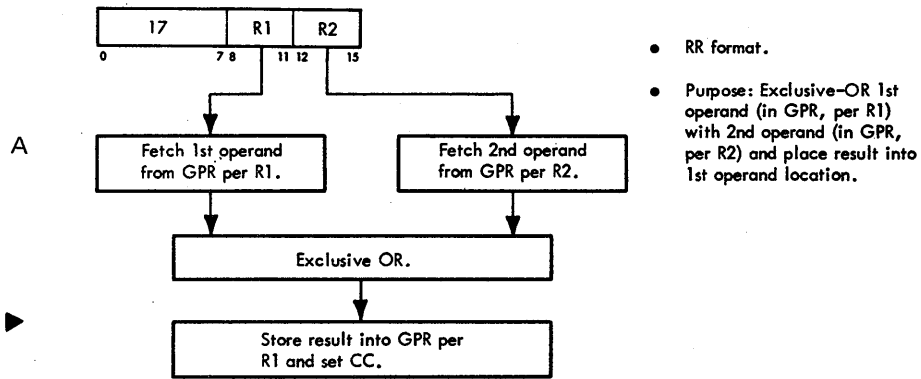 17 R1 R2
0 7 8 11 12 15
• RR format.
• Purpose: Exclusive-OR 1st
operand (in GPR, per R1)
with 2nd operand (in GPR,
per R2) and place result into
1st operand location.
A
Fetch 1st operand
from GPR per R1.
Fetch 2nd operand
from GPR per R2.
Exclusive OR.
Store result into GPR per
R1 and set CC.